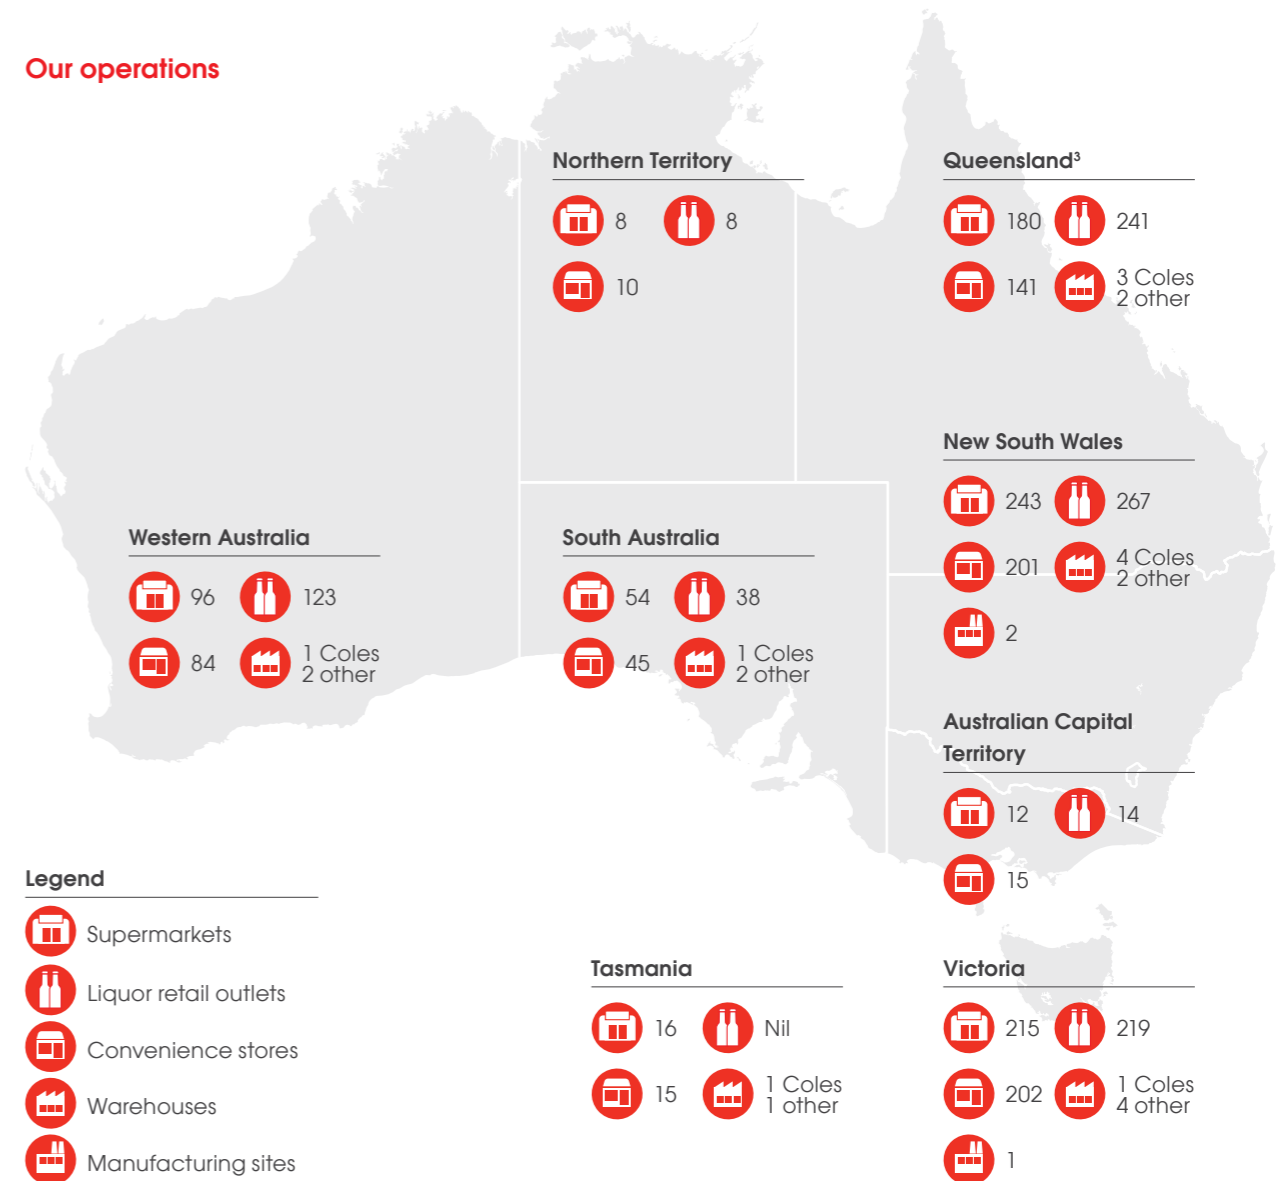 Our operations
Northern Territory
8 8
10
Queensland³
180 241
141 3 Coles
2 other
New South Wales
243 267
201 4 Coles
2 other
2
Western Australia
96 123
84 1 Coles
2 other
South Australia
54 38
45 1 Coles
2 other
Australian Capital
Territory
12 14
15
Legend
Supermarkets
Liquor retail outlets
Convenience stores
Warehouses
Manufacturing sites
Tasmania
16 Nil
15 1 Coles
1 other
Victoria
215 219
202 1 Coles
4 other
1